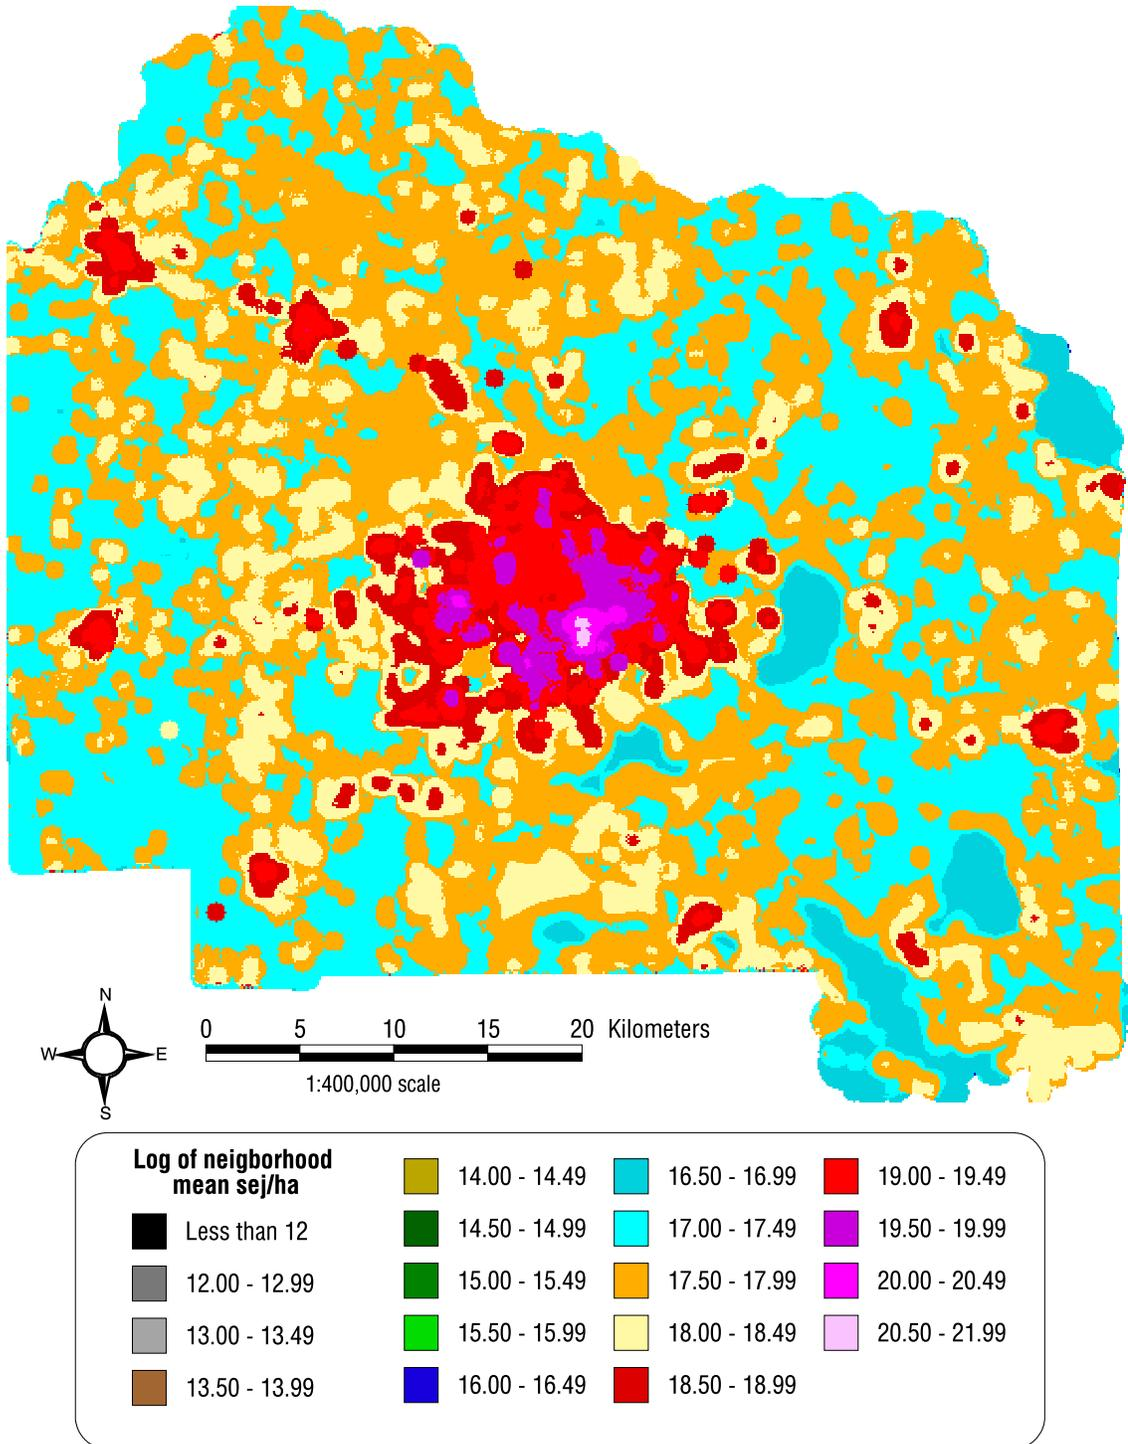 N
W E
S
0 5 10 15 20 Kilometers
1:400,000 scale
Log of neigborhood
mean sej/ha
Less than 12
12.00 - 12.99
13.00 - 13.49
13.50 - 13.99
14.00 - 14.49
14.50 - 14.99
15.00 - 15.49
15.50 - 15.99
16.00 - 16.49
16.50 - 16.99
17.00 - 17.49
17.50 - 17.99
18.00 - 18.49
18.50 - 18.99
19.00 - 19.49
19.50 - 19.99
20.00 - 20.49
20.50 - 21.99